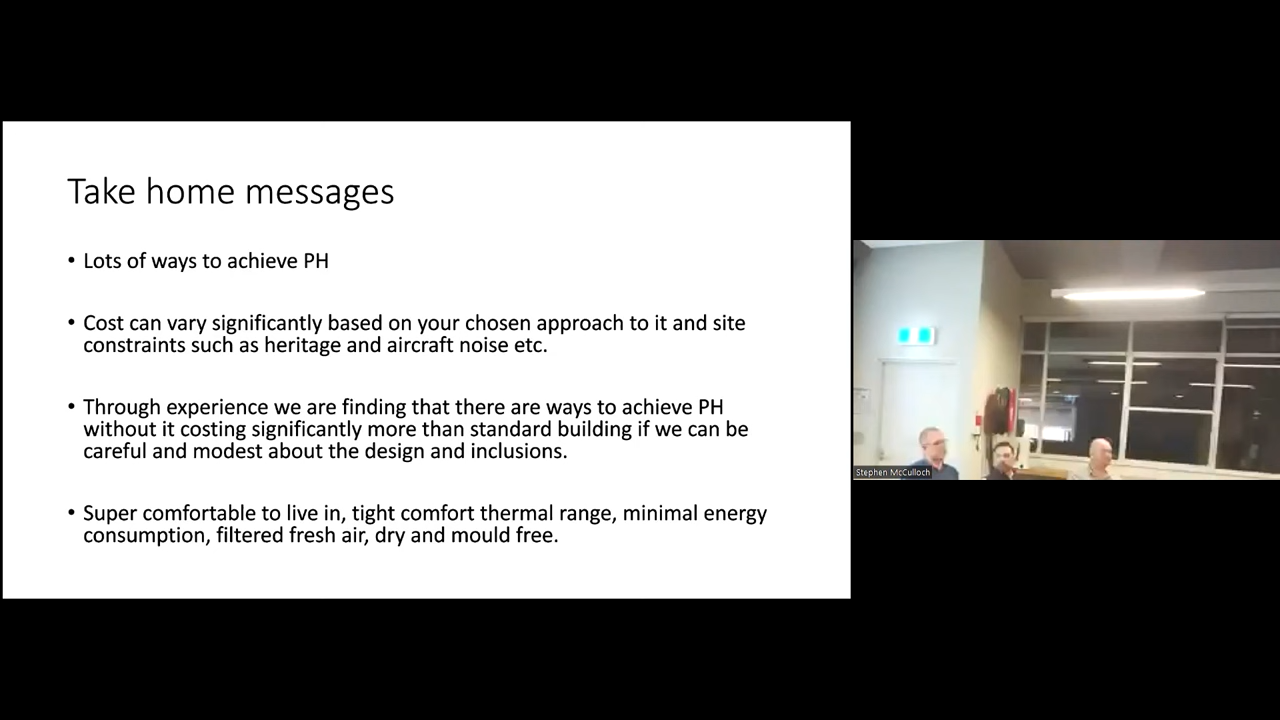 Take home messages
• Lots of ways to achieve PH
• Cost can vary significantly based on your chosen approach to it and site
constraints such as heritage and aircraft noise etc.
• Through experience we are finding that there are ways to achieve PH
without it costing significantly more than standard building if we can be
careful and modest about the design and inclusions.
• Super comfortable to live in, tight comfort thermal range, minimal energy
consumption, filtered fresh air, dry and mould free.
Stephen McCulloch